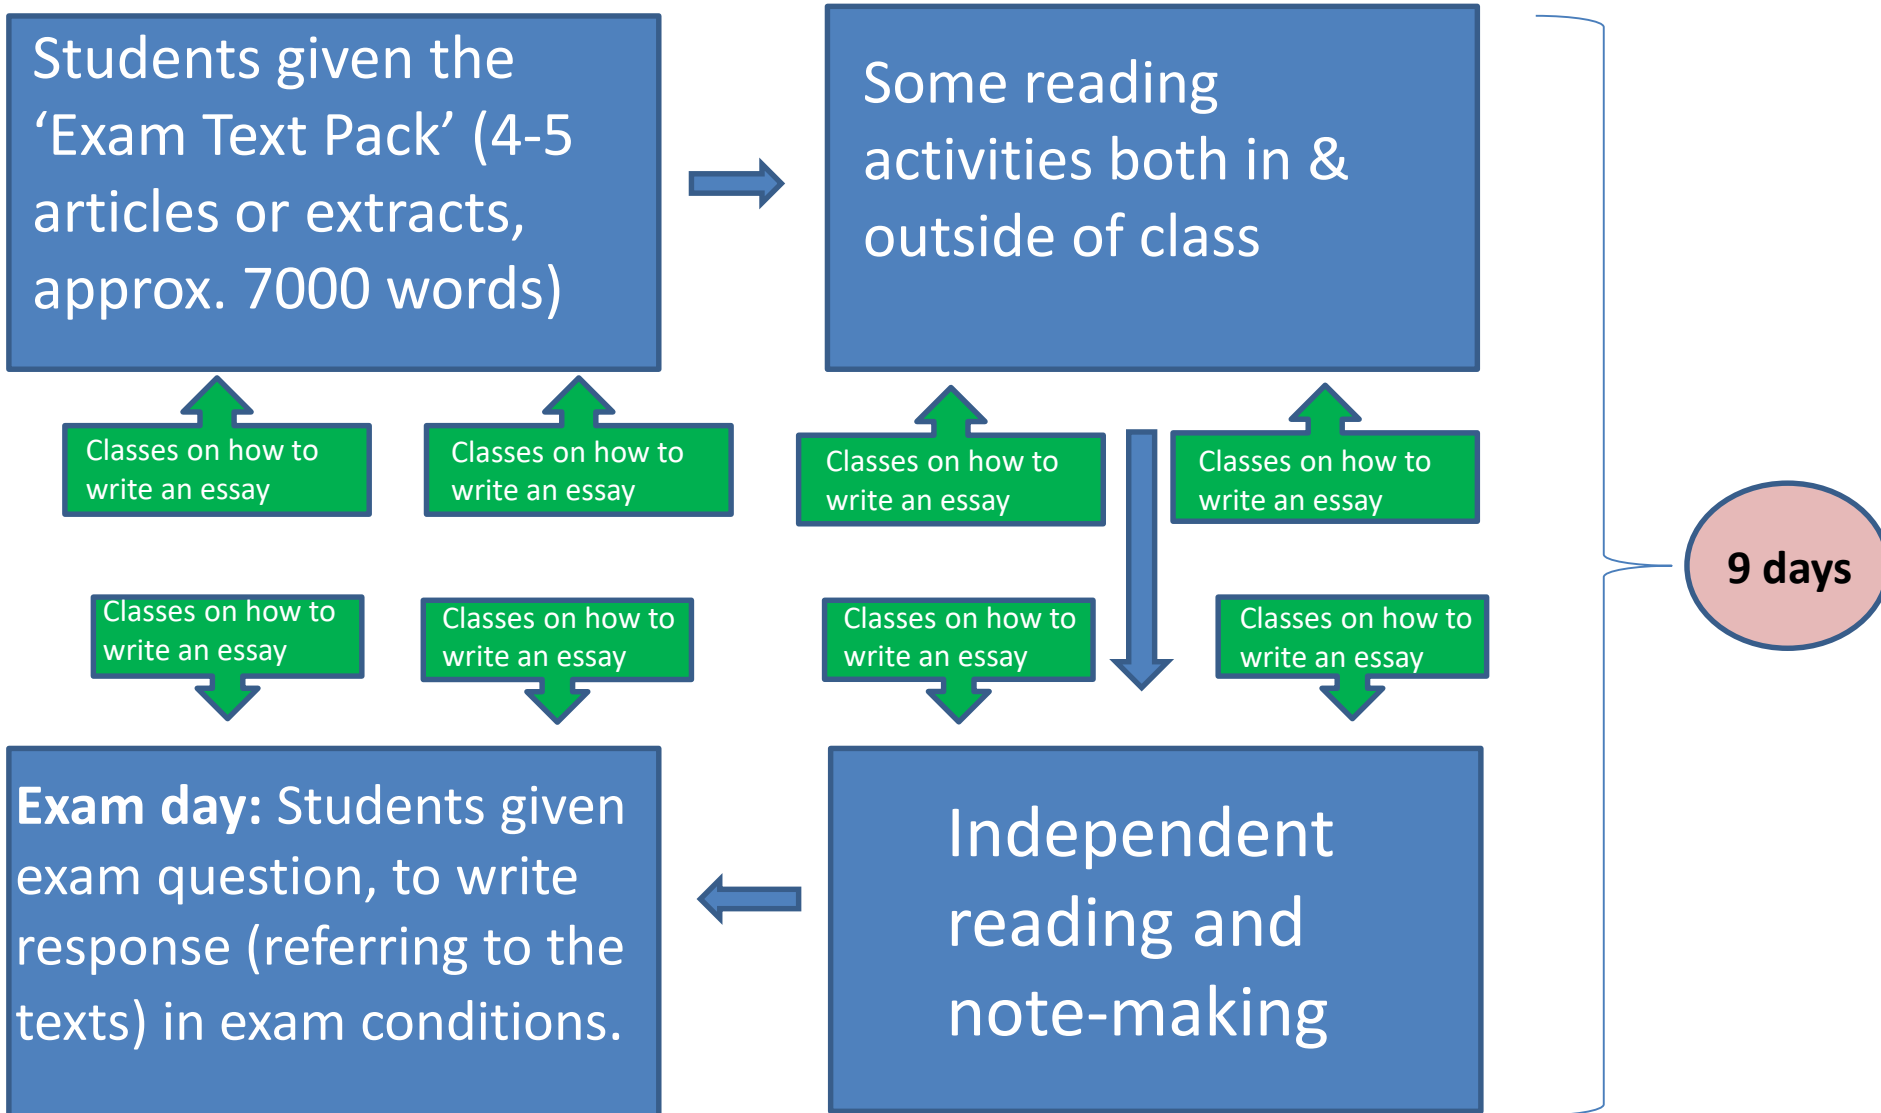 Students given the
‘Exam Text Pack’ (4-5
articles or extracts,
approx. 7000 words)
Some reading
activities both in &
outside of class
Classes on how to
write an essay
Classes on how to
write an essay
Classes on how to
write an essay
Classes on how to
write an essay
9 days
Classes on how to
write an essay
Classes on how to
write an essay
Classes on how to
write an essay
Classes on how to
write an essay
Exam day: Students given
exam question, to write
response (referring to the
texts) in exam conditions.
Independent
reading and
note-making